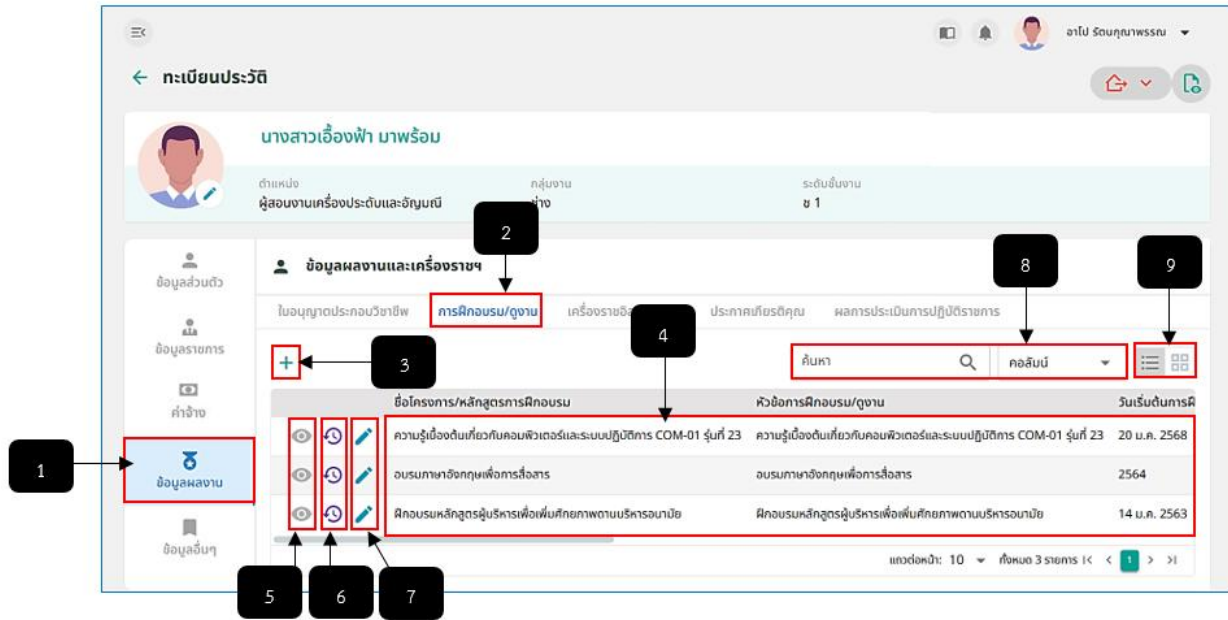 อาโป รัตนคุณาพรรณ
ทะเบียนประวัติ
นางสาวเอื้องฟ้า มาพร้อม
ตำแหน่ง กลุ่มงาน ระดับชั้นงาน
ผู้สอนงานเครื่องประดับและอัญมณี ช่าง ช 1
2
8 9
ข้อมูลส่วนตัว
ข้อมูลผลงานและเครื่องราชฯ
ใบอนุญาตประกอบวิชาชีพ การฝึกอบรม/ดูงาน ประกาศเกียรติคุณ ผลการประเมินการปฏิบัติราชการ
4
ข้อมูลราชการ
3
ค้นหา คอลัมน์
ค่าจ้าง
ชื่อโครงการ/หลักสูตรการฝึกอบรม หัวข้อการฝึกอบรม/ดูงาน วันเริ่มต้นการฝึ
ความรู้เบื้องต้นเกี่ยวกับคอมพิวเตอร์และระบบปฏิบัติการ COM-01 รุ่นที่ 23 ความรู้เบื้องต้นเกี่ยวกับคอมพิวเตอร์และระบบปฏิบัติการ COM-01 รุ่นที่ 23 20 ม.ค. 2568
1
ข้อมูลผลงาน
อบรมภาษาอังกฤษเพื่อการสื่อสาร อบรมภาษาอังกฤษเพื่อการสื่อสาร 2564
ฝึกอบรมหลักสูตรผู้บริหารเพื่อเพิ่มศักยภาพด้านบริหารอนามัย ฝึกอบรมหลักสูตรผู้บริหารเพื่อเพิ่มศักยภาพด้านบริหารอนามัย 14 ม.ค. 2563
ข้อมูลอื่นๆ
แถวต่อหน้า: 10 ทั้งหมด 3 รายการ 1
5 6 7